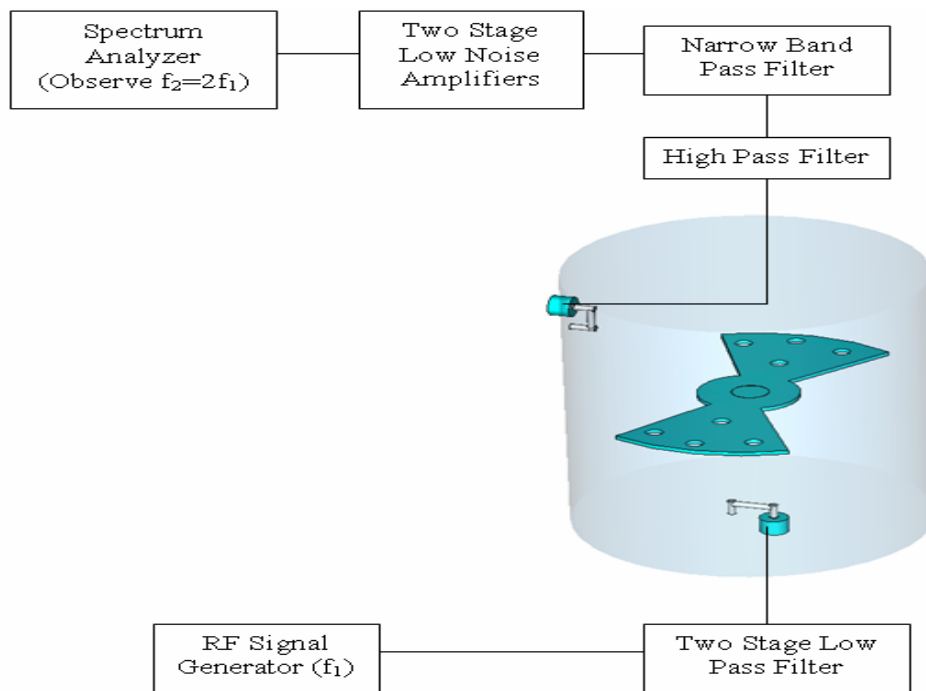 Spectrum
Analyzer
(Observe f₂=2f₁)
Two Stage
Low Noise
Amplifiers
Narrow Band
Pass Filter
High Pass Filter
RF Signal
Generator (f₁)
Two Stage Low
Pass Filter